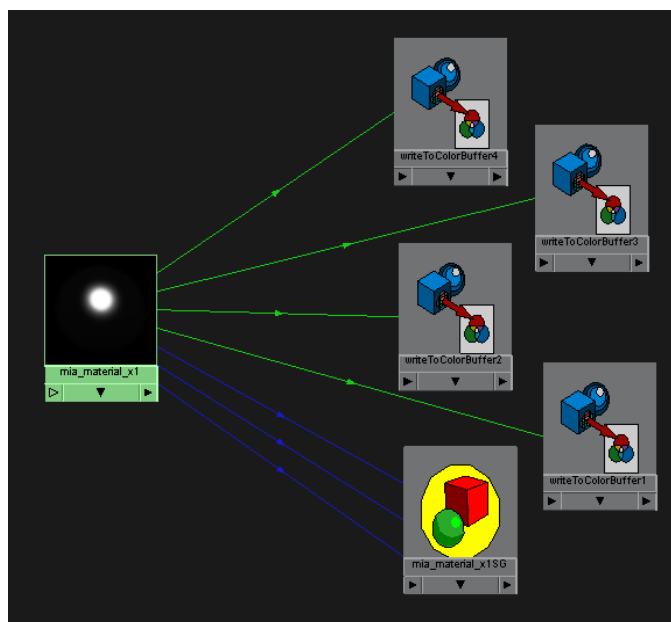 writeToColorBuffer4
writeToColorBuffer3
mia_material_x1
writeToColorBuffer2
writeToColorBuffer1
mia_material_x1SG